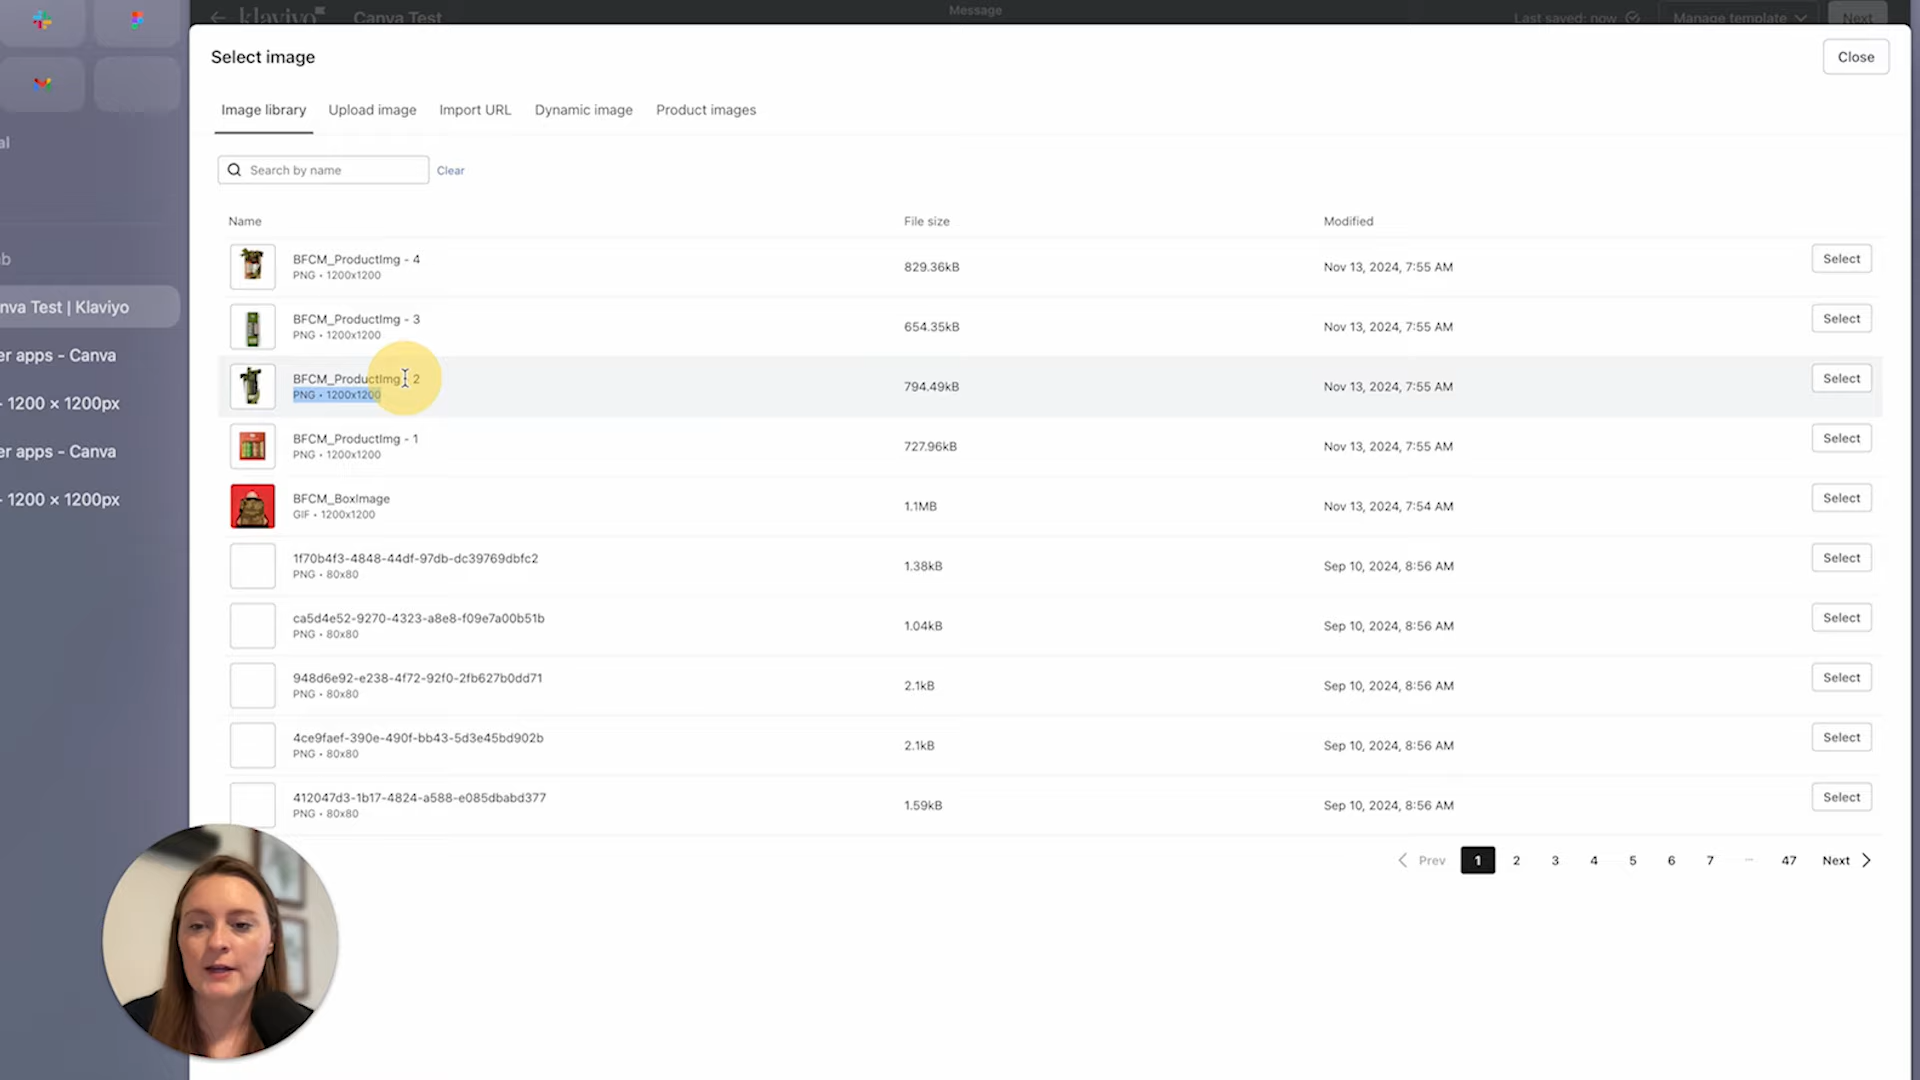 klaviyo
Canva Test
Message
Last saved: now
Manage template
Next
Select image
Close
Image library
Upload image
Import URL
Dynamic image
Product images
al
Search by name
Clear
Name
File size
Modified
b
BFCM_ProductImg - 4
PNG • 1200x1200
829.36kB
Nov 13, 2024, 7:55 AM
Select
nva Test | Klaviyo
BFCM_ProductImg - 3
PNG • 1200x1200
654.35kB
Nov 13, 2024, 7:55 AM
Select
er apps - Canva
BFCM_ProductImg - 2
PNG • 1200x1200
794.49kB
Nov 13, 2024, 7:55 AM
Select
- 1200 × 1200px
BFCM_ProductImg - 1
PNG • 1200x1200
727.96kB
Nov 13, 2024, 7:55 AM
Select
er apps - Canva
BFCM_BoxImage
GIF • 1200x1200
1.1MB
Nov 13, 2024, 7:54 AM
Select
- 1200 × 1200px
1f70b4f3-4848-44df-97db-dc39769dbfc2
PNG • 80x80
1.38kB
Sep 10, 2024, 8:56 AM
Select
ca5d4e52-9270-4323-a8e8-f09e7a00b51b
PNG • 80x80
1.04kB
Sep 10, 2024, 8:56 AM
Select
948d6e92-e238-4f72-92f0-2fb627b0dd71
PNG • 80x80
2.1kB
Sep 10, 2024, 8:56 AM
Select
4ce9faef-390e-490f-bb43-5d3e45bd902b
PNG • 80x80
2.1kB
Sep 10, 2024, 8:56 AM
Select
412047d3-1b17-4824-a588-e085dbabd377
PNG • 80x80
1.59kB
Sep 10, 2024, 8:56 AM
Select
Prev 1 2 3 4 5 6 7 ... 47 Next